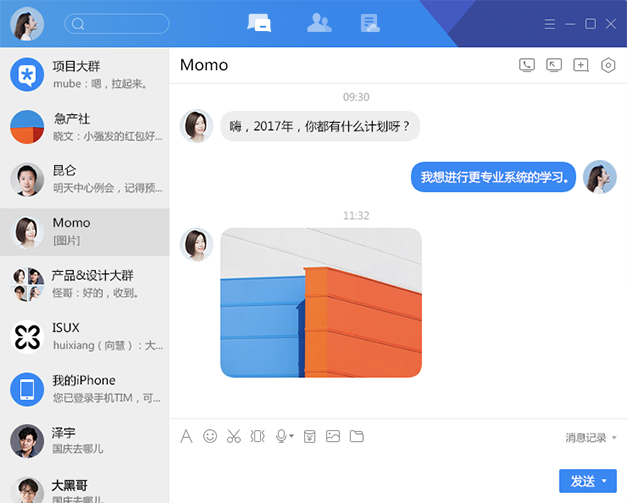 项目大群
mube：嗯，拉起来。
急产社
晓文：小强发的红包好...
昆仑
明天中心例会，记得预...
Momo
[图片]
产品&设计大群
怪哥：好的，收到。
ISUX
huixiang（向慧）：大...
我的iPhone
您已登录手机TIM，可...
泽宇
国庆去哪儿
大黑哥
国庆去哪儿
Momo
09:30
嗨，2017年，你都有什么计划呀？
我想进行更专业系统的学习。
11:32
消息记录
发送